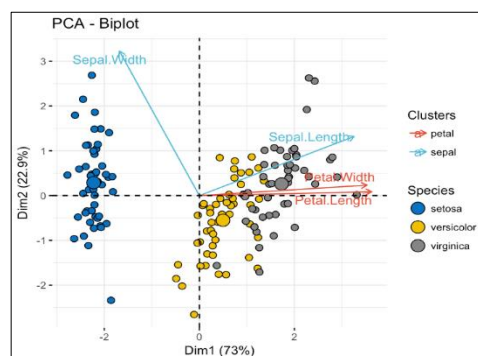 PCA - Biplot
Sepal.Width
Sepal.Length
Petal.Width
Petal.Length
3
2
1
0
-1
-2
-2
0
2
Dim2 (22.9%)
Dim1 (73%)
Clusters
petal
sepal
Species
setosa
versicolor
virginica